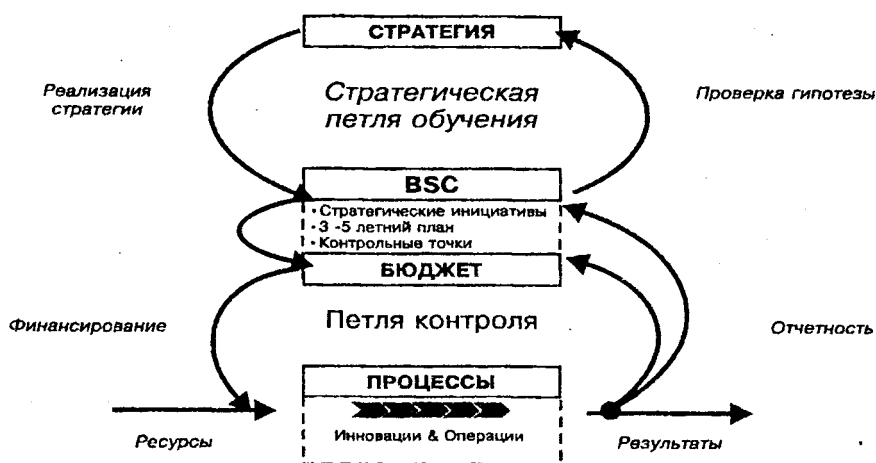 СТРАТЕГИЯ
Реализация
стратегии
Стратегическая
петля обучения
Проверка гипотезы
BSC
• Стратегические инициативы
• 3 -5 летний план
• Контрольные точки
БЮДЖЕТ
Финансирование
Петля контроля
Отчетность
ПРОЦЕССЫ
Ресурсы
Инновации & Операции
Результаты